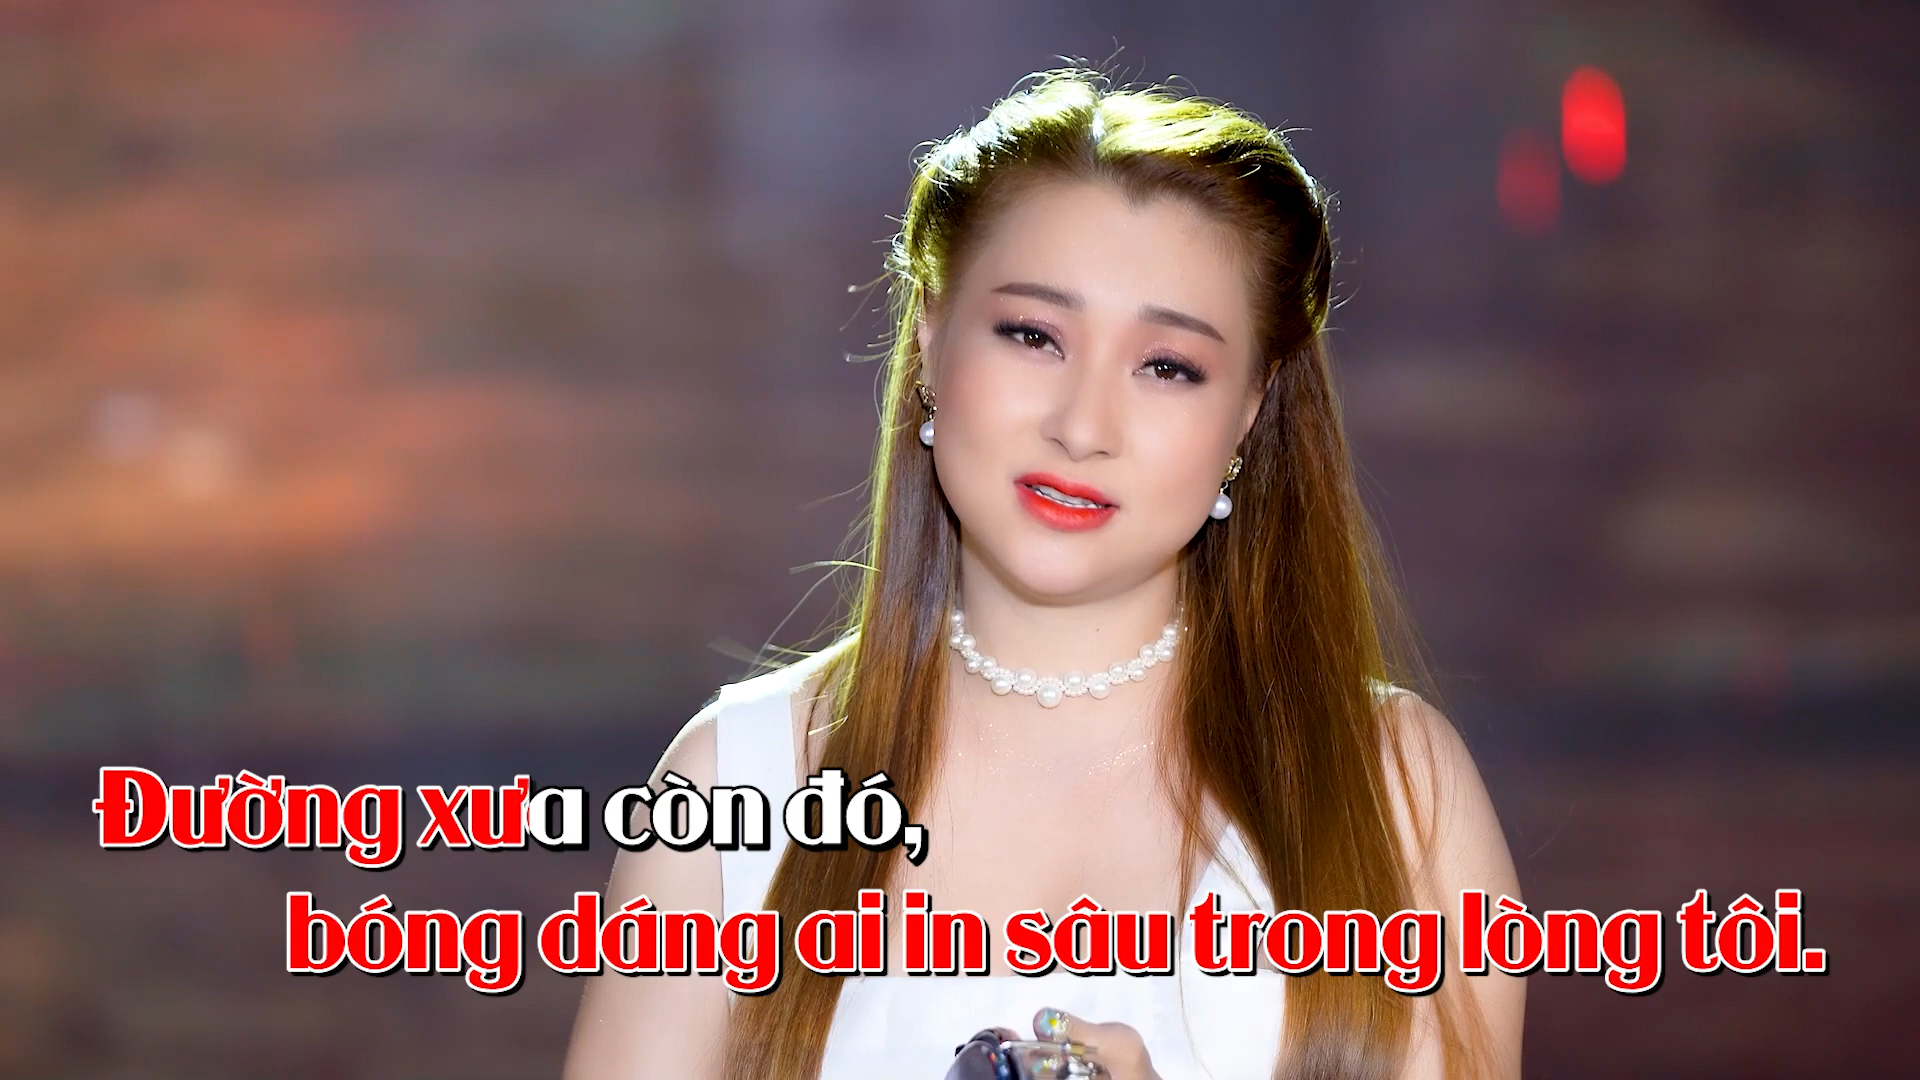 Đường xưa còn đó,
bóng dáng ai in sâu trong lòng tôi.